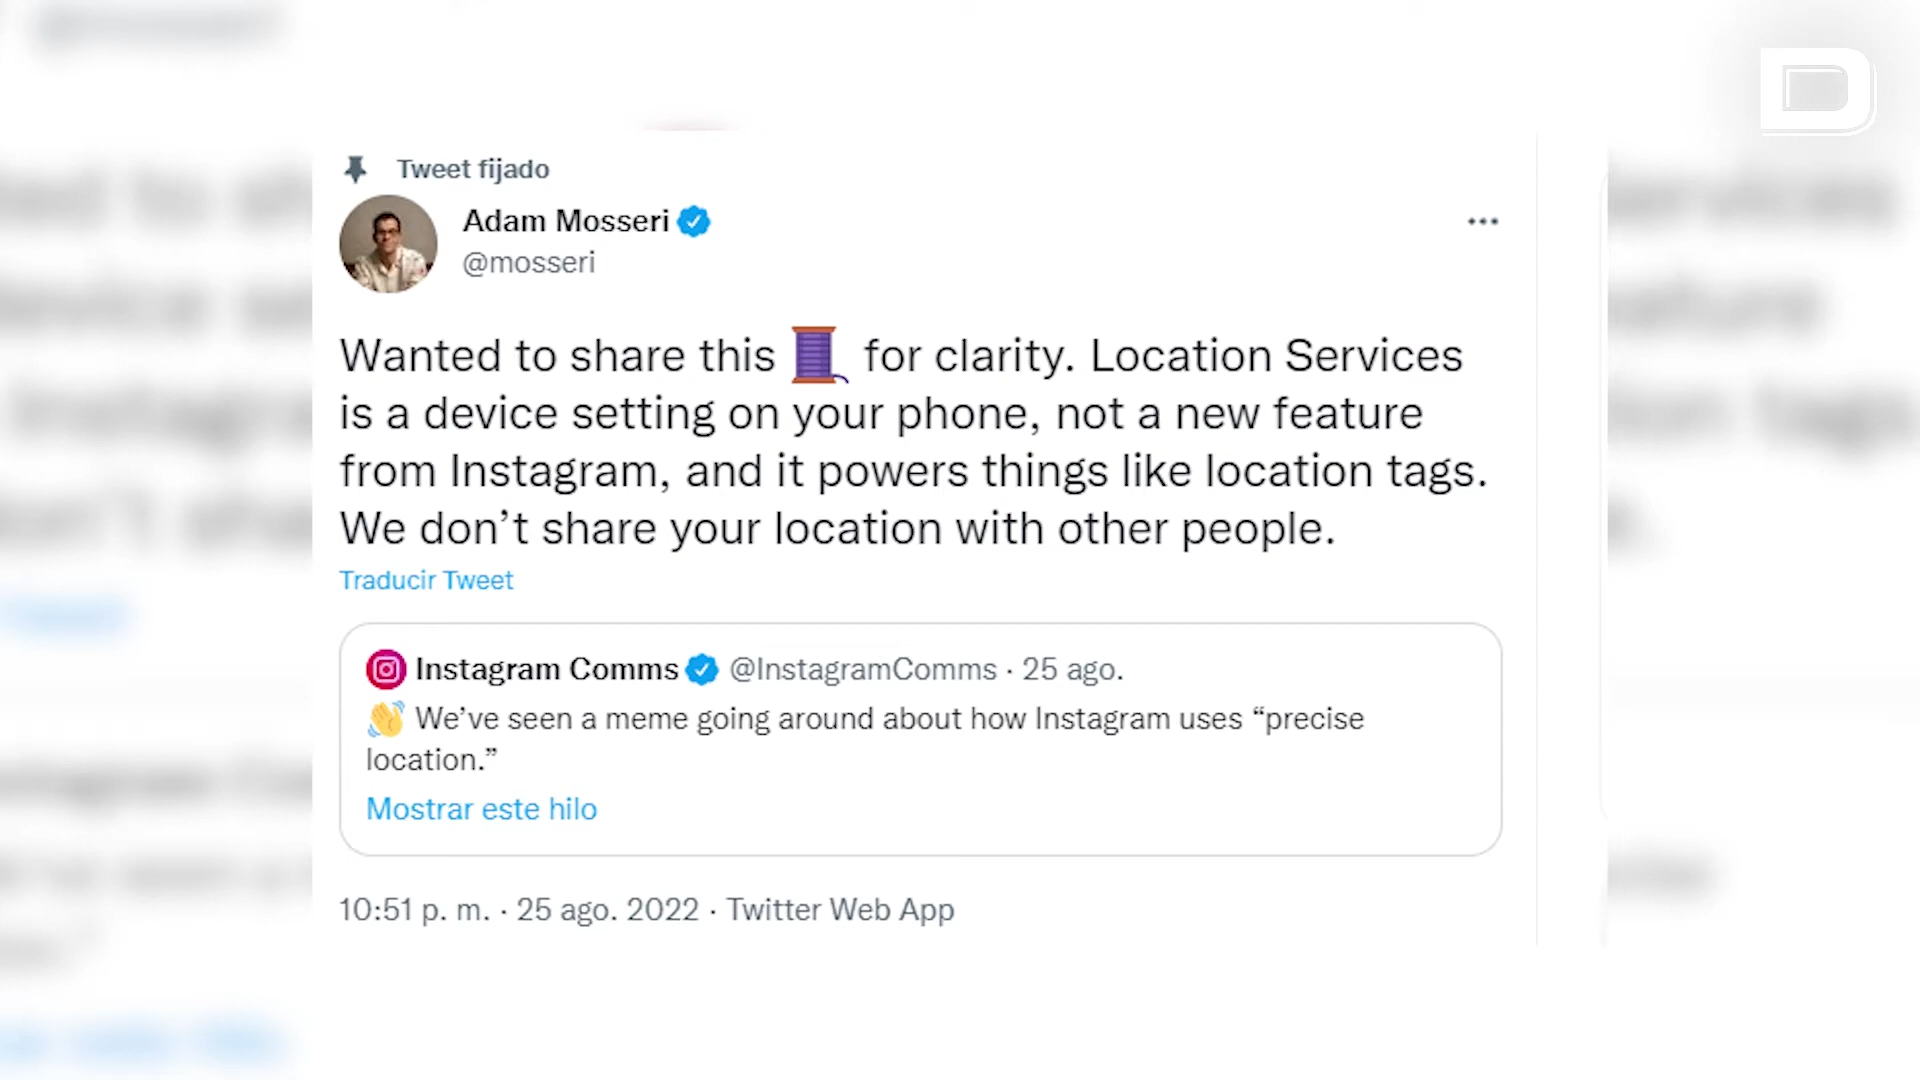 Tweet fijado
Adam Mosseri
@mosseri
Wanted to share this 🧵 for clarity. Location Services
is a device setting on your phone, not a new feature
from Instagram, and it powers things like location tags.
We don’t share your location with other people.
Traducir Tweet
Instagram Comms @InstagramComms · 25 ago.
👋 We’ve seen a meme going around about how Instagram uses “precise
location.”
Mostrar este hilo
10:51 p. m. · 25 ago. 2022 · Twitter Web App
D